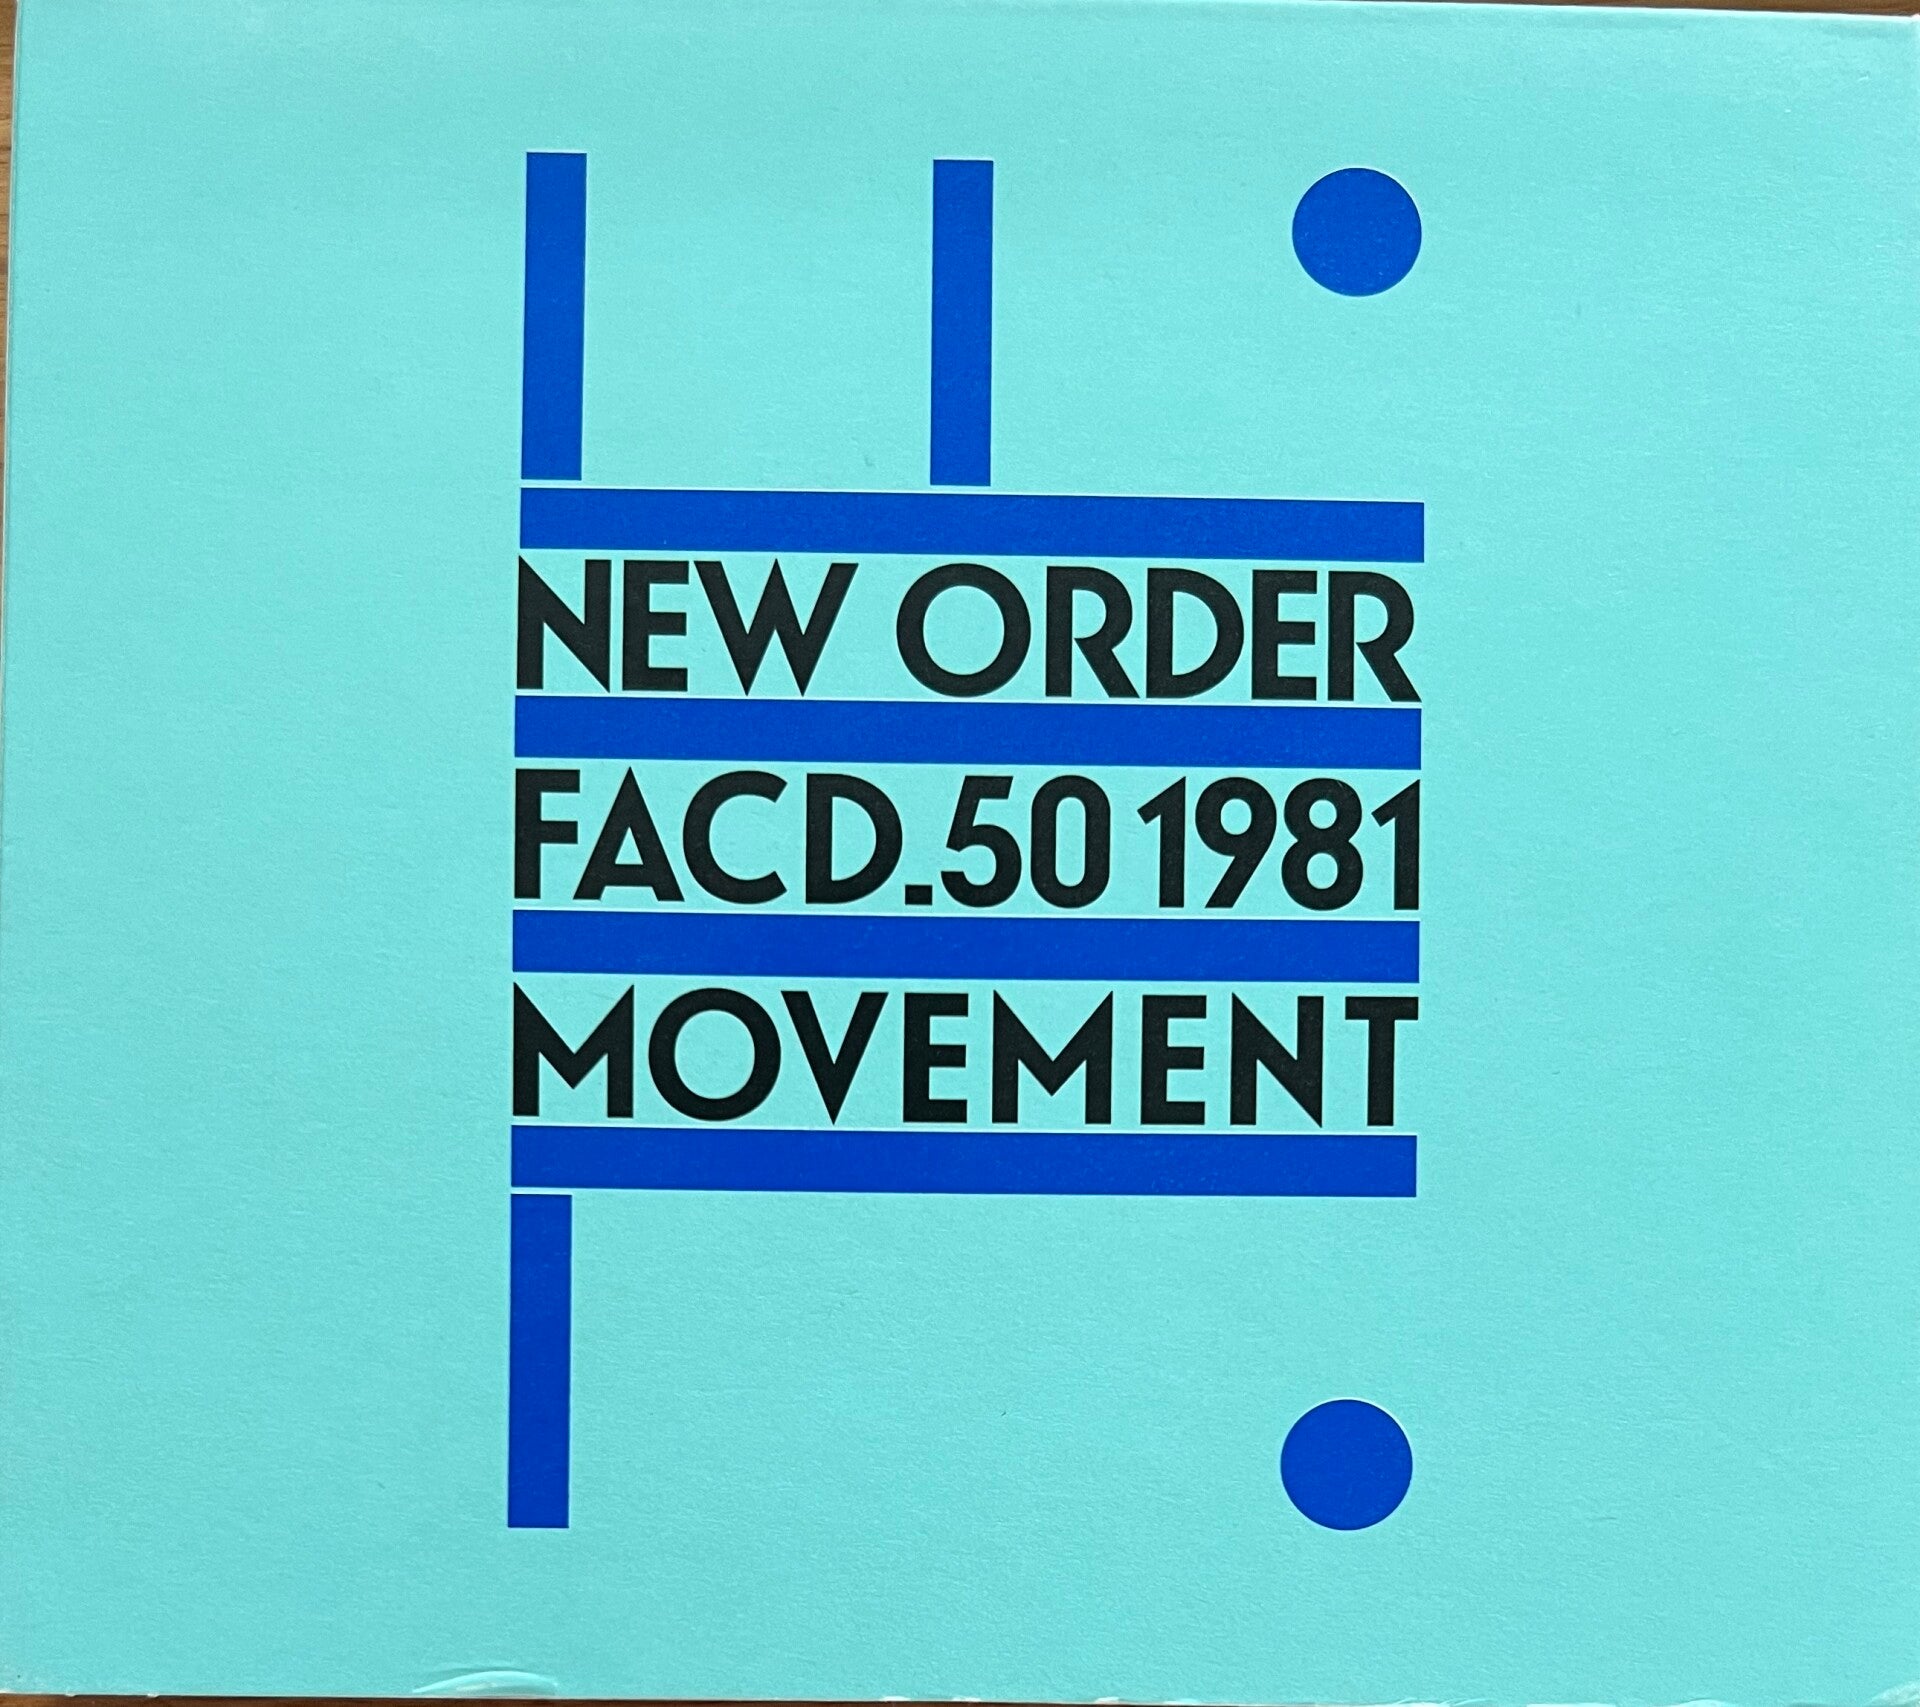 NEW ORDER
FACD.50 1981
MOVEMENT